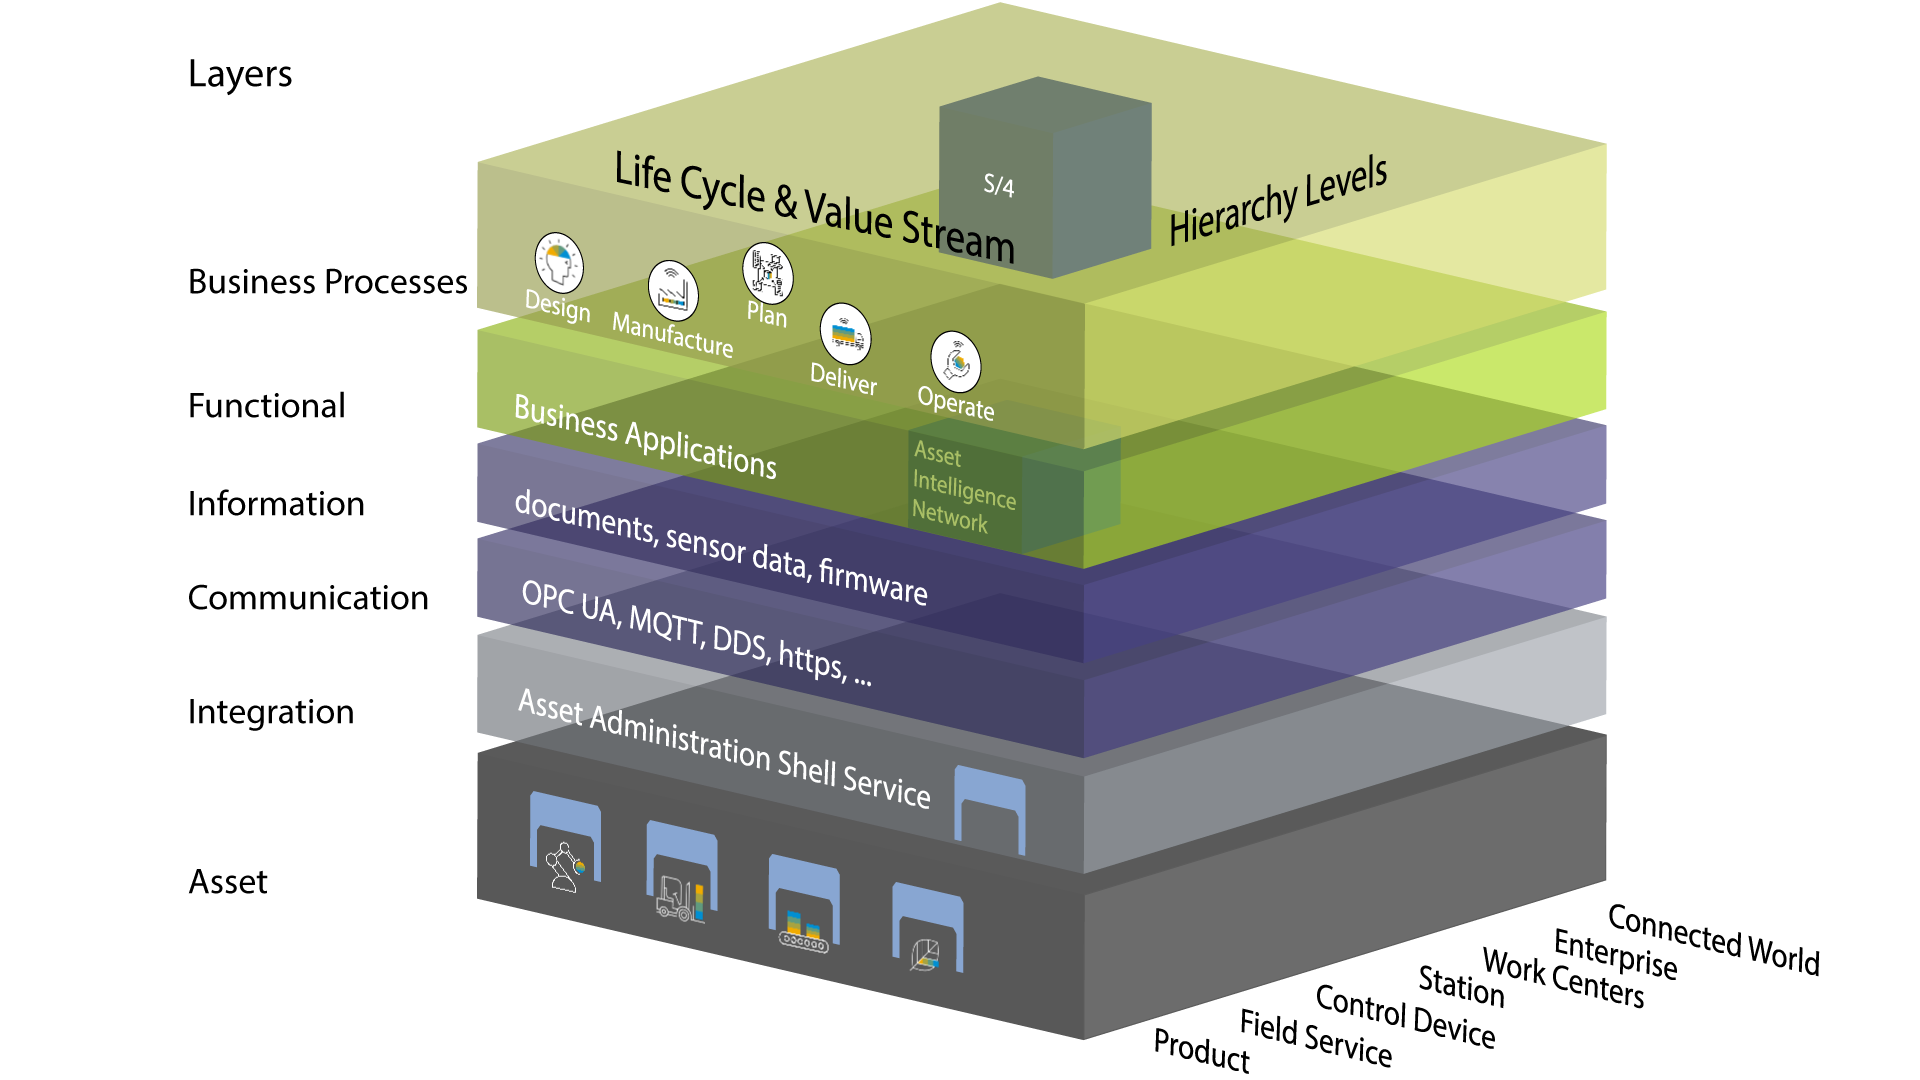 Layers
Life Cycle & Value Stream
S/4
Hierarchy Levels
Business Processes
Design
Manufacture
Plan
Deliver
Operate
Functional
Business Applications
Asset
Intelligence
Network
Information
documents, sensor data, firmware
Communication
OPC UA, MQTT, DDS, https, ...
Integration
Asset Administration Shell Service
Asset
Connected World
Enterprise
Work Centers
Station
Control Device
Field Service
Product